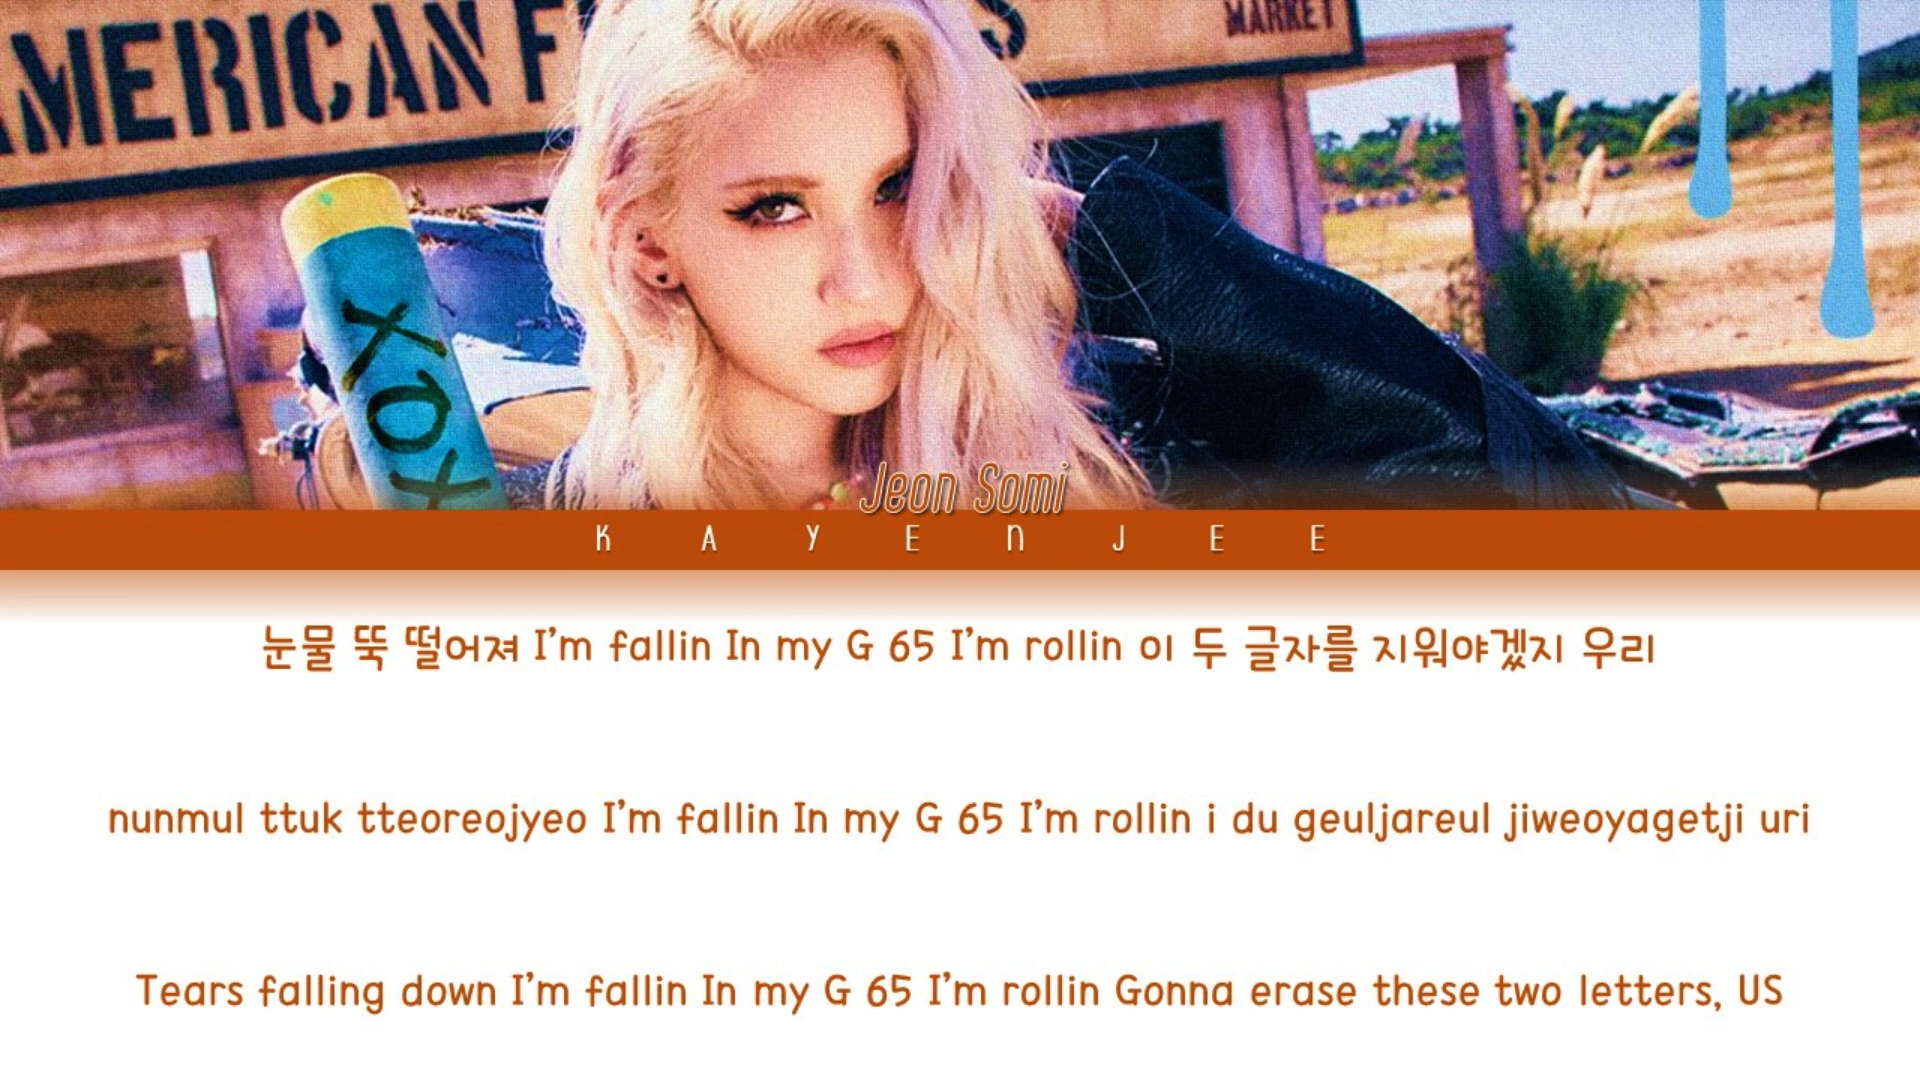 AMERICAN F
MARKET
XOX
Jeon Somi
KAYENJEE
눈물 뚝 떨어져 I'm fallin In my G 65 I'm rollin 이 두 글자를 지워야겠지 우리
nunmul ttuk tteoreojyeo I'm fallin In my G 65 I'm rollin i du geuljareul jiweoyagetji uri
Tears falling down I'm fallin In my G 65 I'm rollin Gonna erase these two letters, US